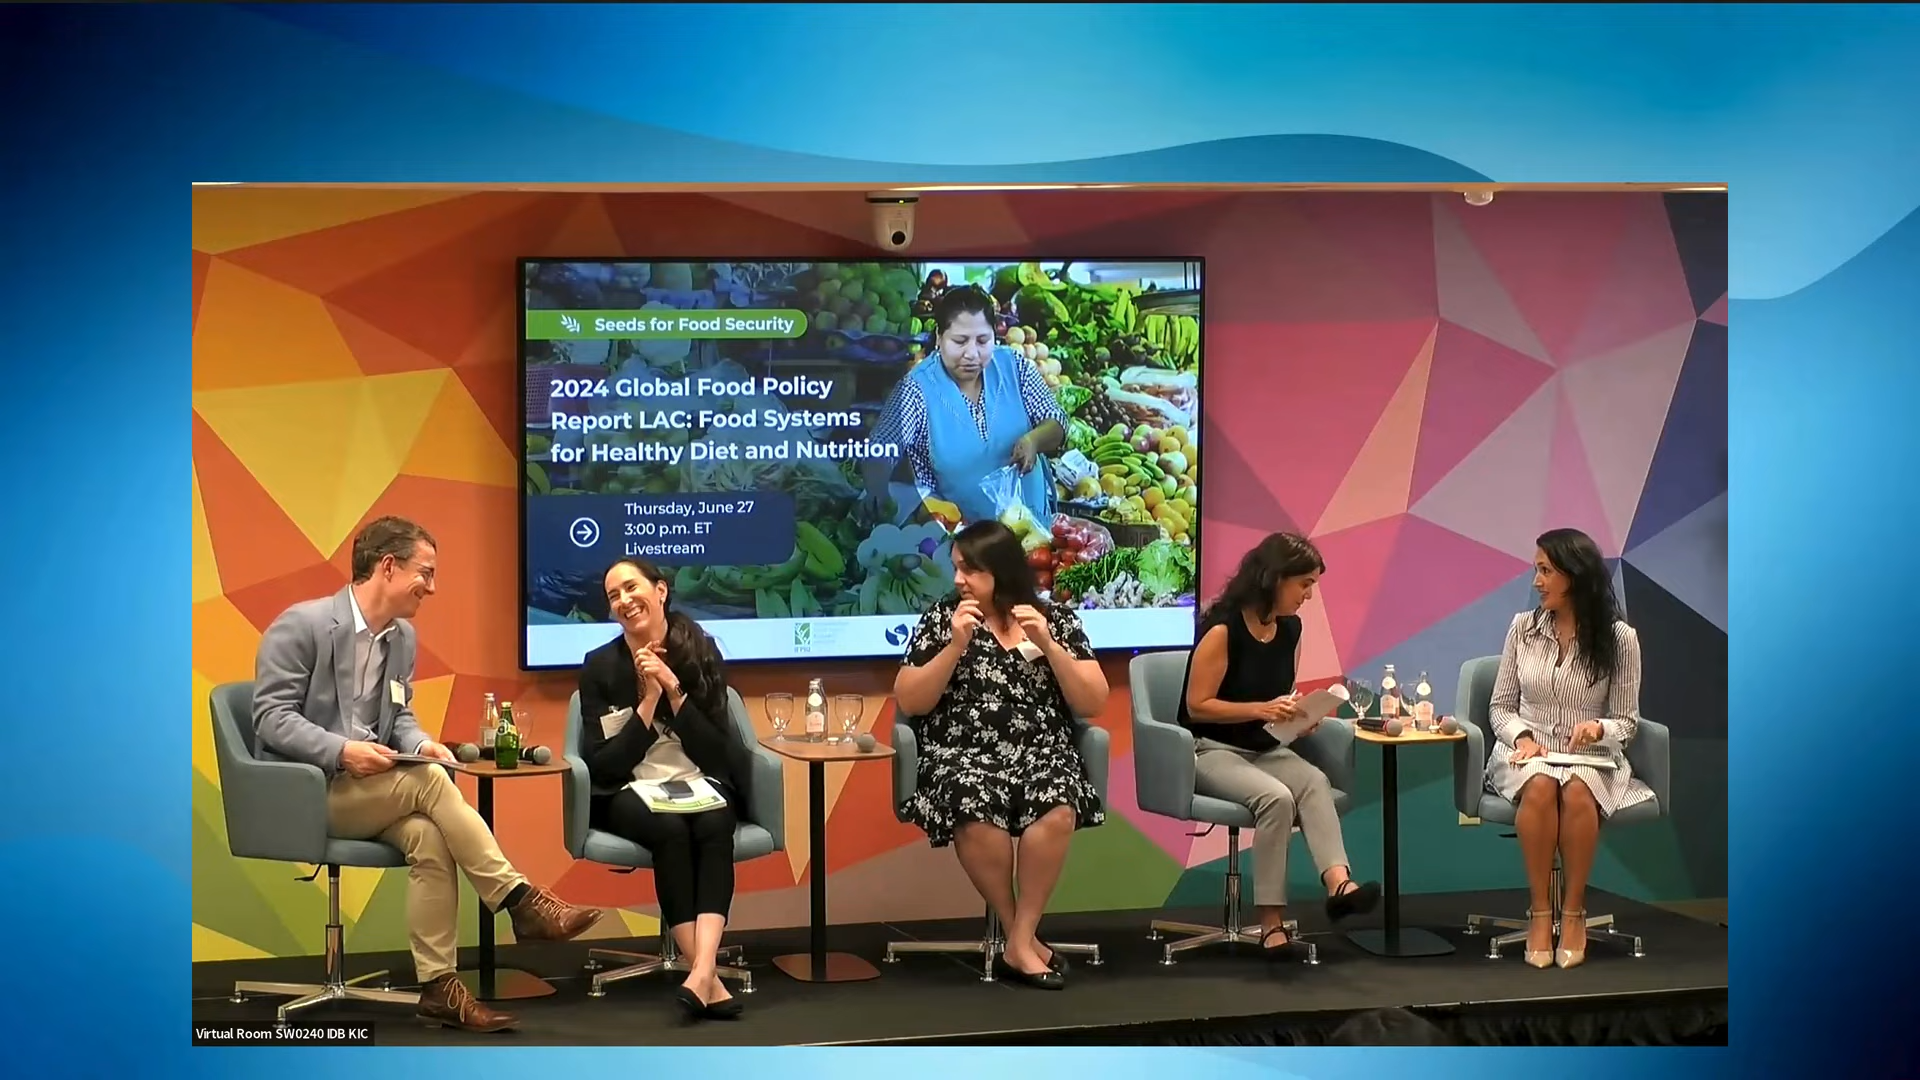 Seeds for Food Security
2024 Global Food Policy
Report LAC: Food Systems
for Healthy Diet and Nutrition
Thursday, June 27
3:00 p.m. ET
Livestream
IFPRI
Virtual Room SW0240 IDB KIC